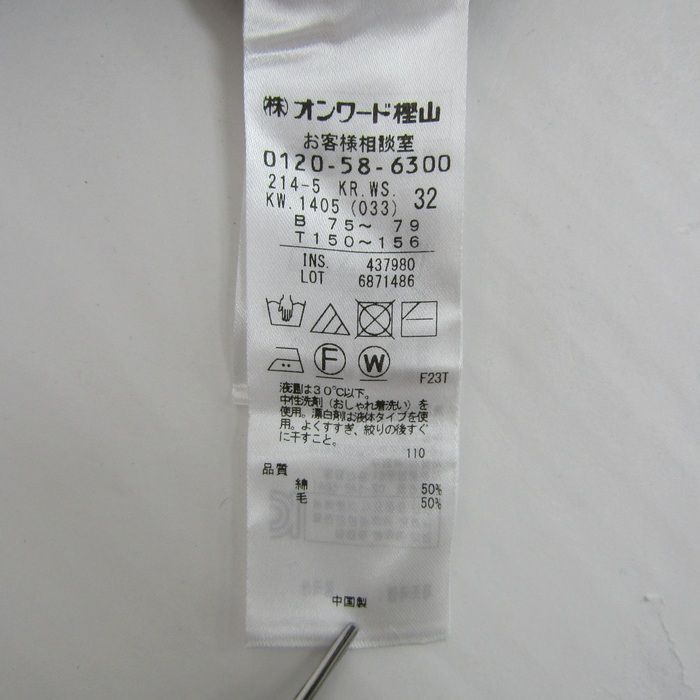 (株)オンワード樫山
お客様相談室
0120-58-6300
214-5 KR.WS.
KW.1405 (033) 32
B 75〜 79
T 150〜156
INS. 437980
LOT 6871486
F W
F23T
液温は30℃以下。
中性洗剤(おしゃれ着洗い)を
使用。漂白剤は液体タイプを使
用。よくすすぎ、絞りの後すぐ
に干すこと。
110
品質
綿 50%
毛 50%
中国製